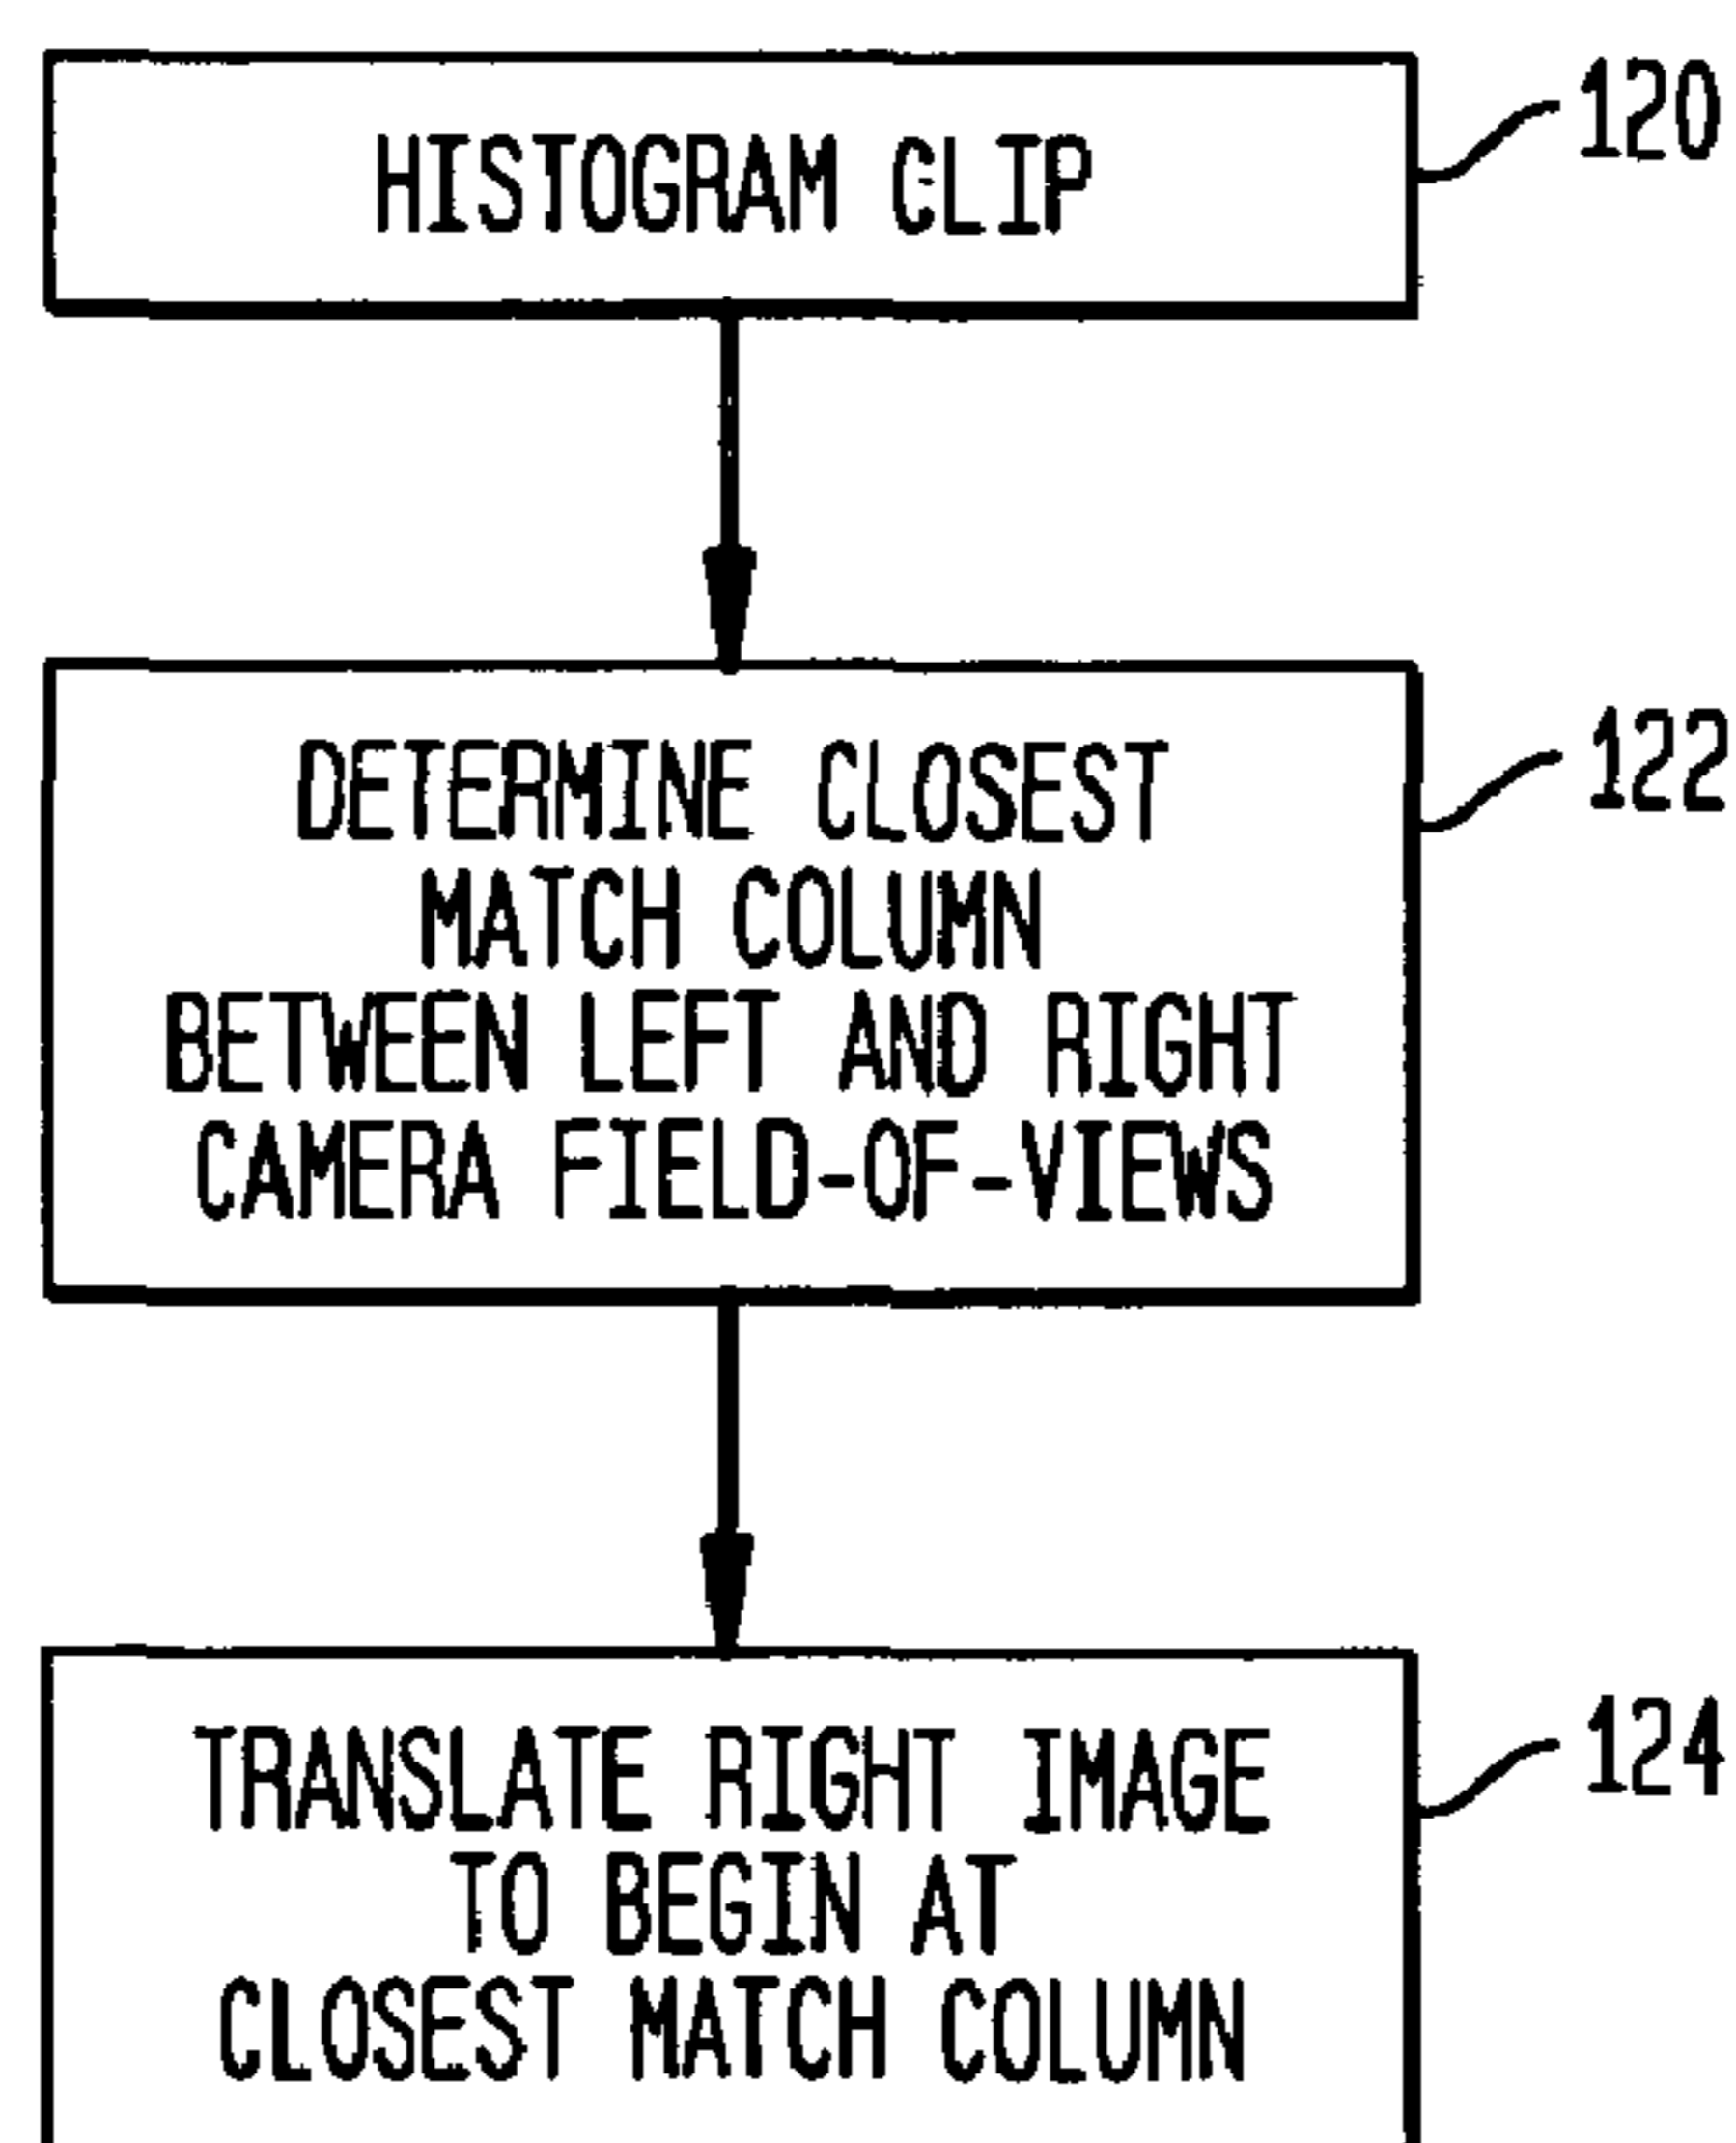 HISTOGRAM CLIP
120
DETERMINE CLOSEST
MATCH COLUMN
BETWEEN LEFT AND RIGHT
CAMERA FIELD-OF-VIEWS
122
TRANSLATE RIGHT IMAGE
TO BEGIN AT
CLOSEST MATCH COLUMN
124